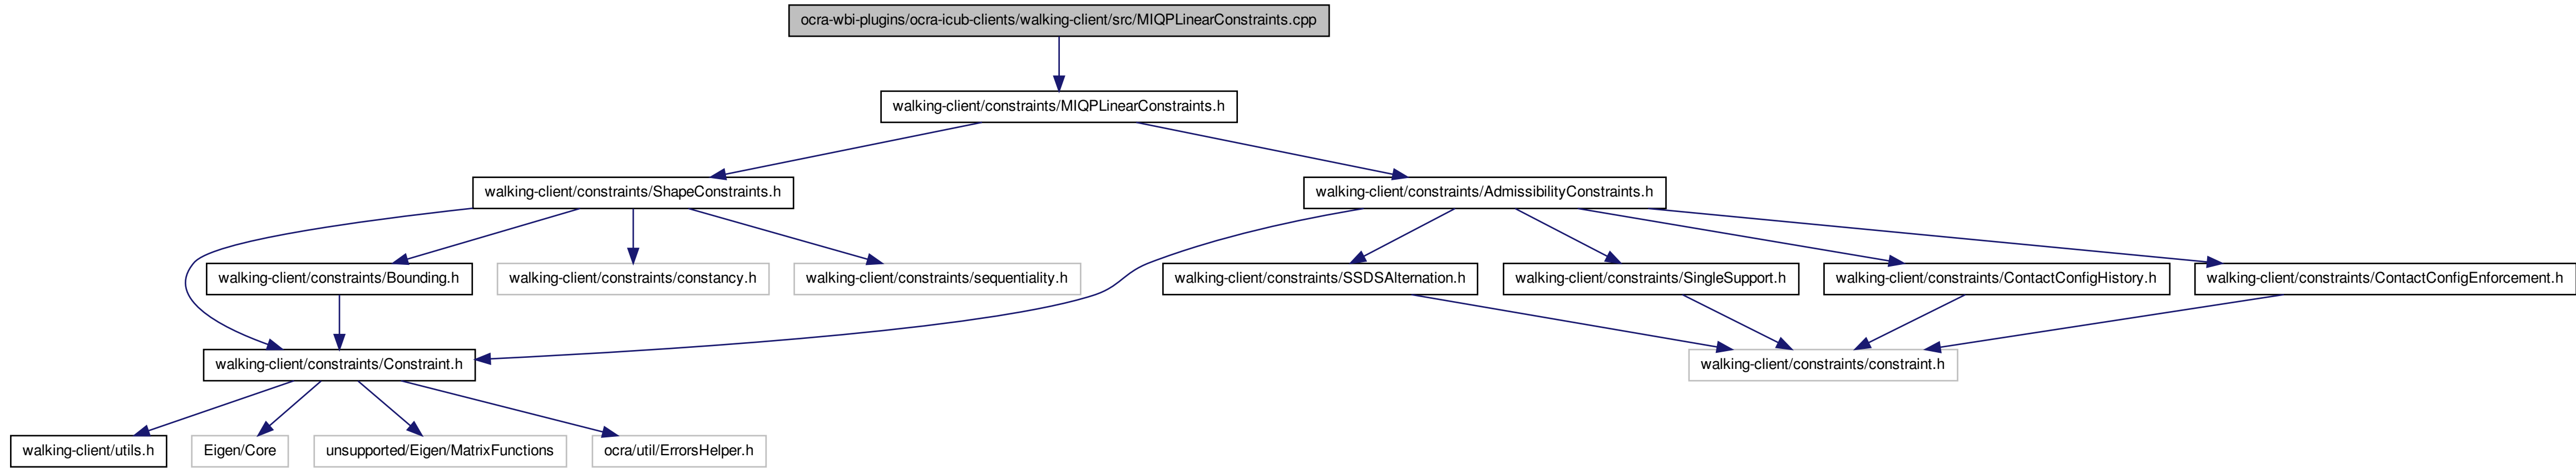 ocra-wbi-plugins/ocra-icub-clients/walking-client/src/MIQPLinearConstraints.cpp
walking-client/constraints/MIQPLinearConstraints.h
walking-client/constraints/ShapeConstraints.h
walking-client/constraints/AdmissibilityConstraints.h
walking-client/constraints/Bounding.h
walking-client/constraints/constancy.h
walking-client/constraints/sequentiality.h
walking-client/constraints/SSDSAlternation.h
walking-client/constraints/SingleSupport.h
walking-client/constraints/ContactConfigHistory.h
walking-client/constraints/ContactConfigEnforcement.h
walking-client/constraints/Constraint.h
walking-client/constraints/constraint.h
walking-client/utils.h
Eigen/Core
unsupported/Eigen/MatrixFunctions
ocra/util/ErrorsHelper.h